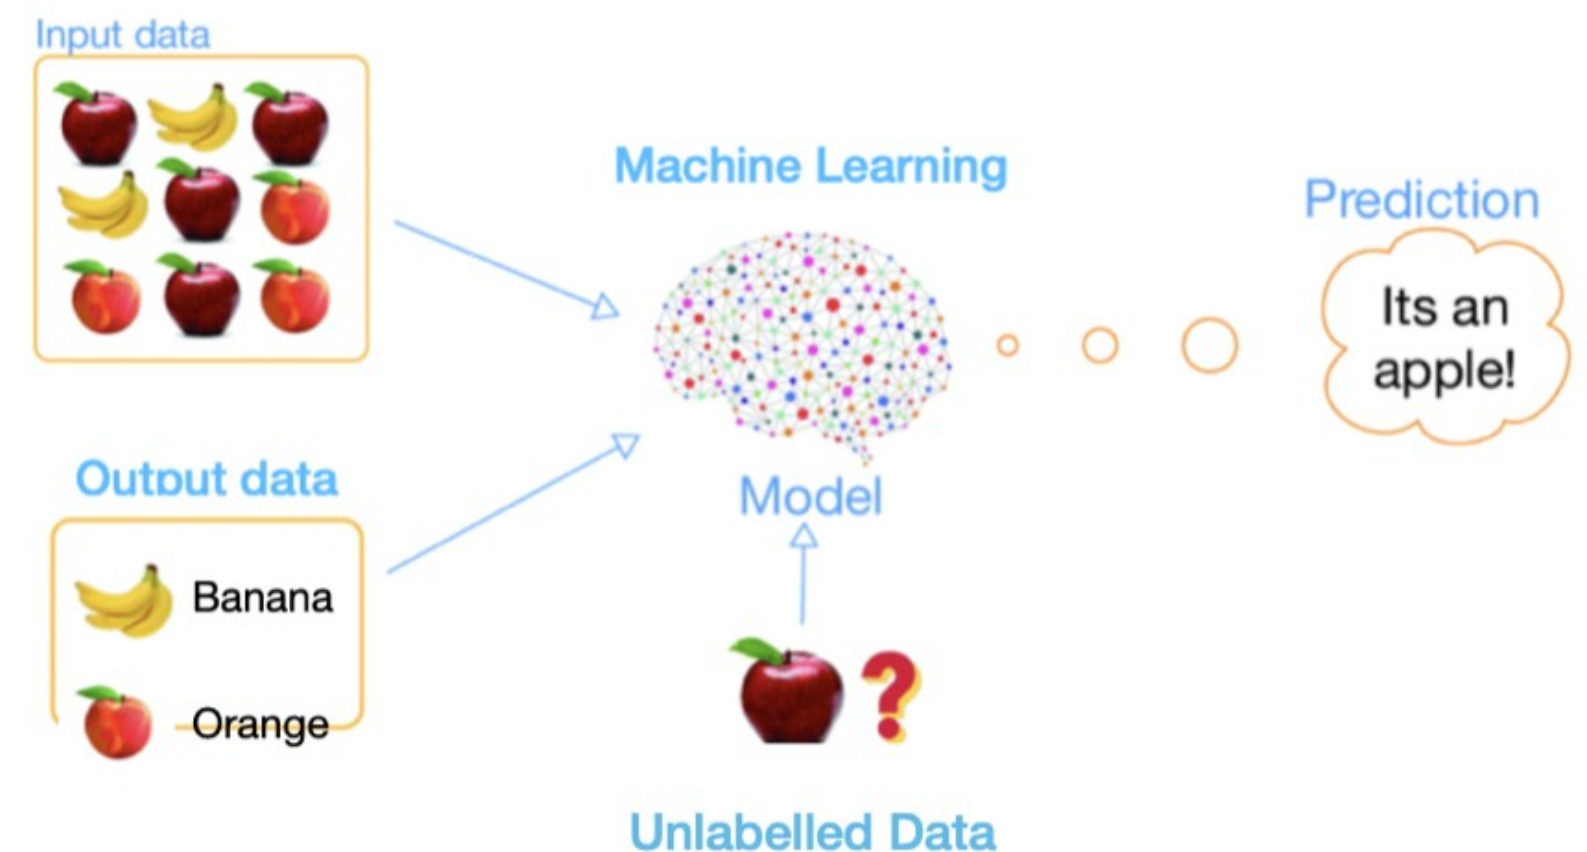 Input data
Machine Learning
Prediction
Its an
apple!
Output data
Model
Banana
Orange
?
Unlabelled Data